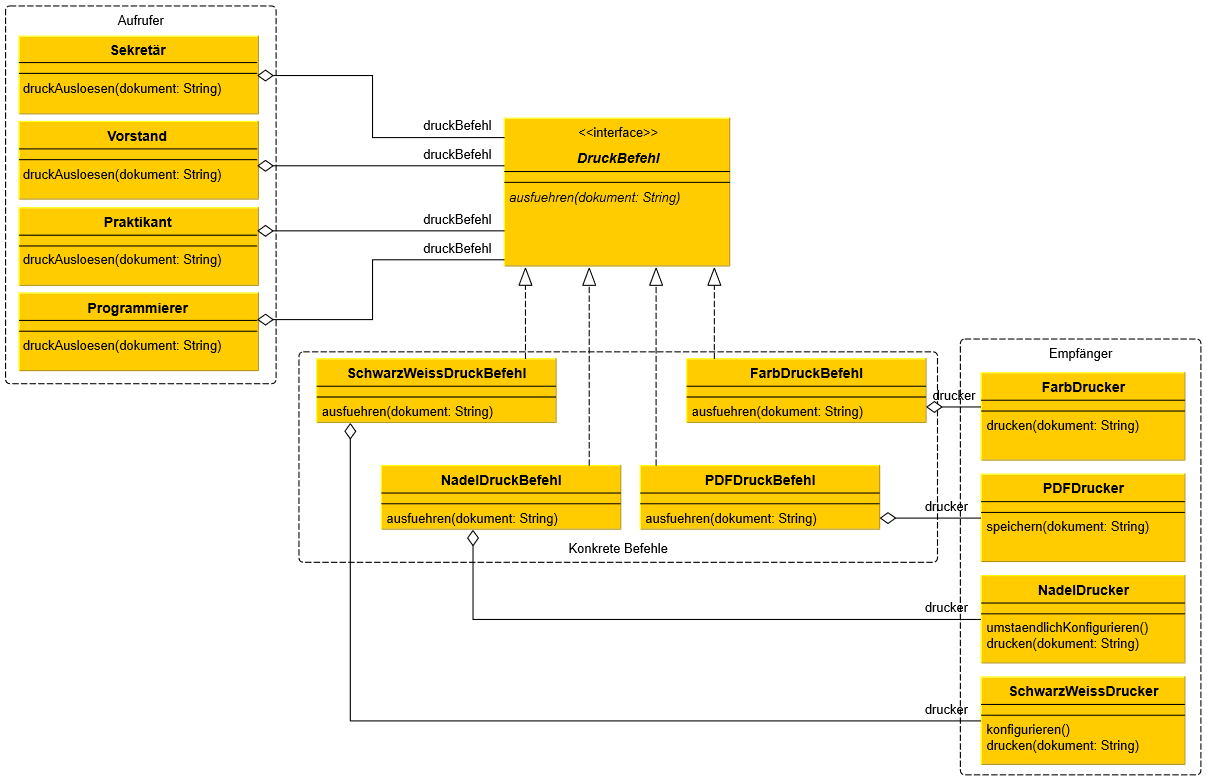 Aufrufer
Sekretär
druckAusloesen(dokument: String)
Vorstand
druckAusloesen(dokument: String)
Praktikant
druckAusloesen(dokument: String)
Programmierer
druckAusloesen(dokument: String)
druckBefehl
druckBefehl
druckBefehl
druckBefehl
<<interface>>
DruckBefehl
ausfuehren(dokument: String)
SchwarzWeissDruckBefehl
ausfuehren(dokument: String)
FarbDruckBefehl
ausfuehren(dokument: String)
NadelDruckBefehl
ausfuehren(dokument: String)
PDFDruckBefehl
ausfuehren(dokument: String)
Konkrete Befehle
drucker
drucker
drucker
drucker
Empfänger
FarbDrucker
drucken(dokument: String)
PDFDrucker
speichern(dokument: String)
NadelDrucker
umstaendlichKonfigurieren()
drucken(dokument: String)
SchwarzWeissDrucker
konfigurieren()
drucken(dokument: String)